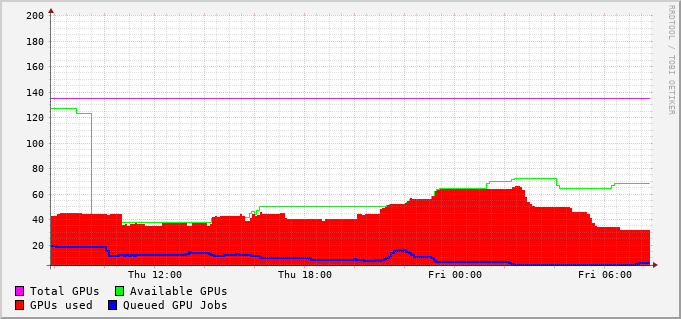 200
180
160
140
120
100
80
60
40
20
Thu 12:00 Thu 18:00 Fri 00:00 Fri 06:00
Total GPUs Available GPUs
GPUs used Queued GPU Jobs
RRDTOOL / TOBI OETIKER